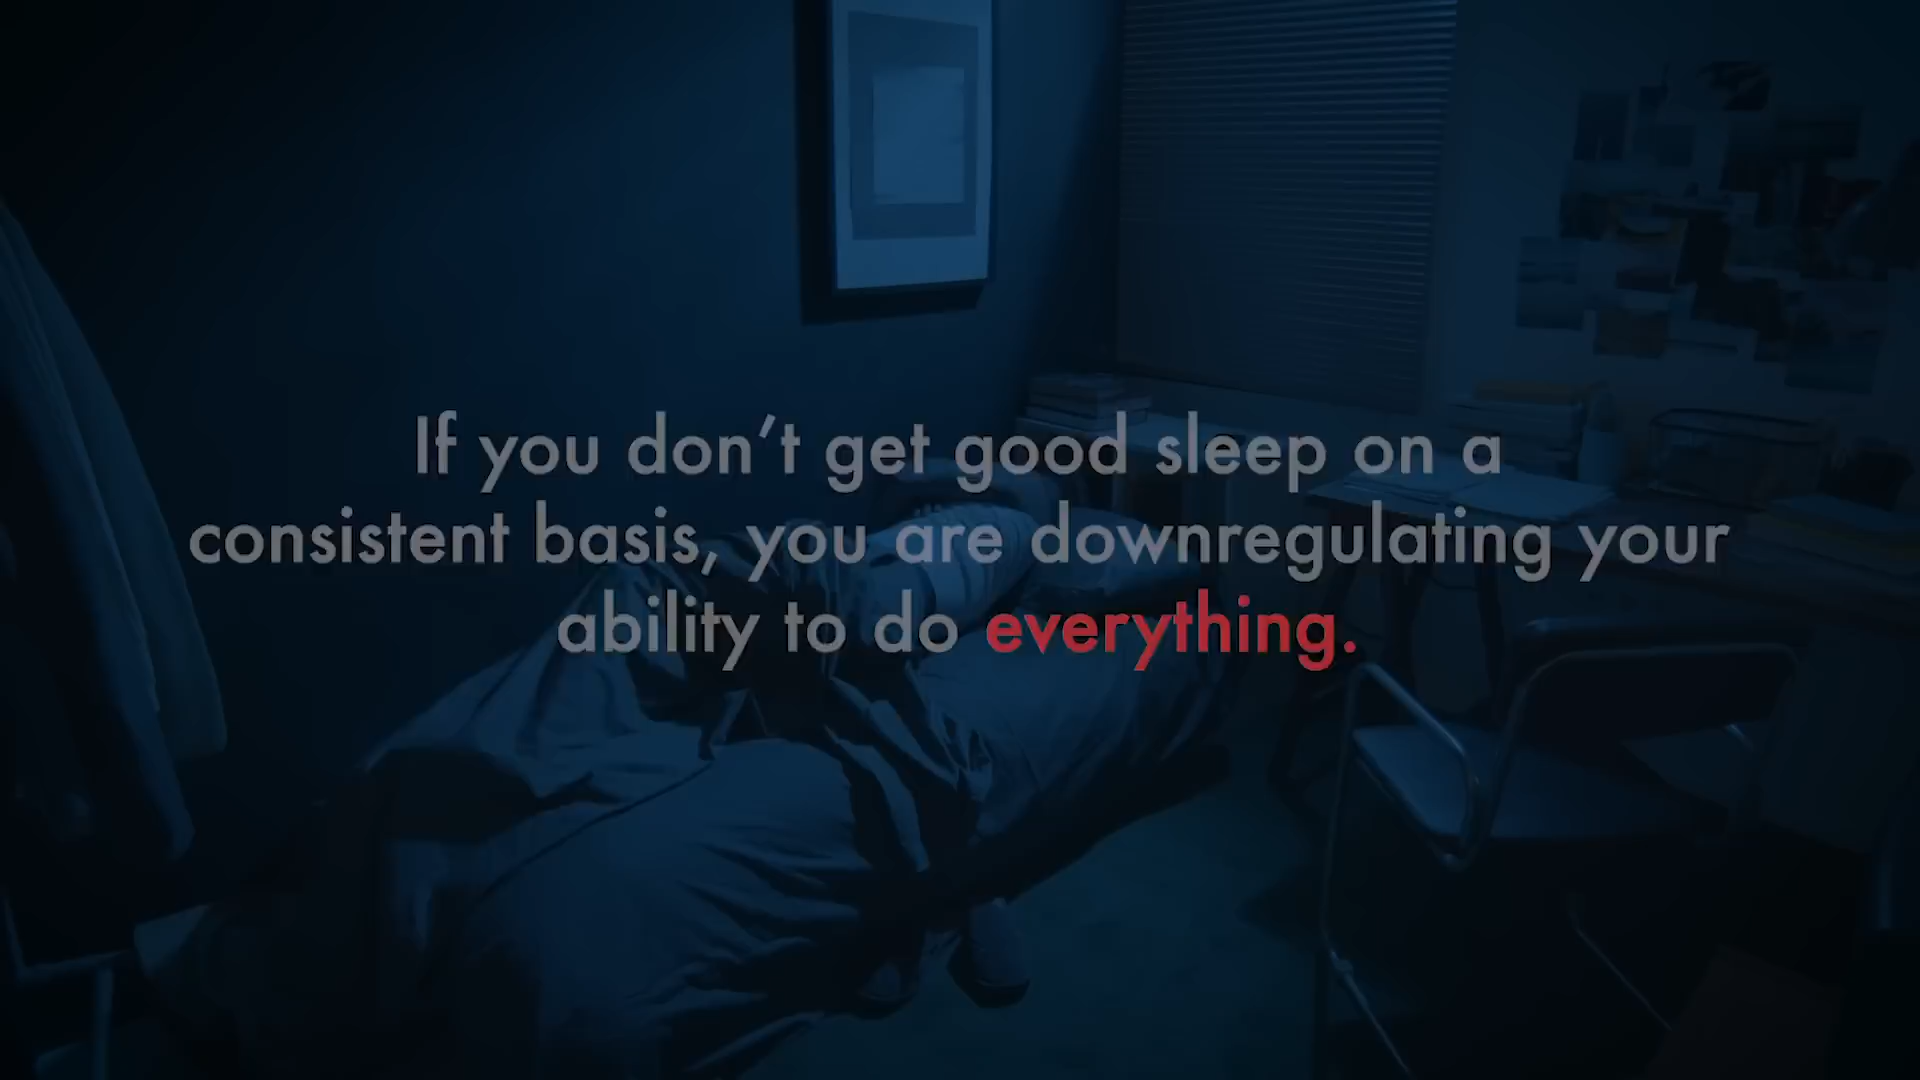 If you don’t get good sleep on a
consistent basis, you are downregulating your
ability to do everything.